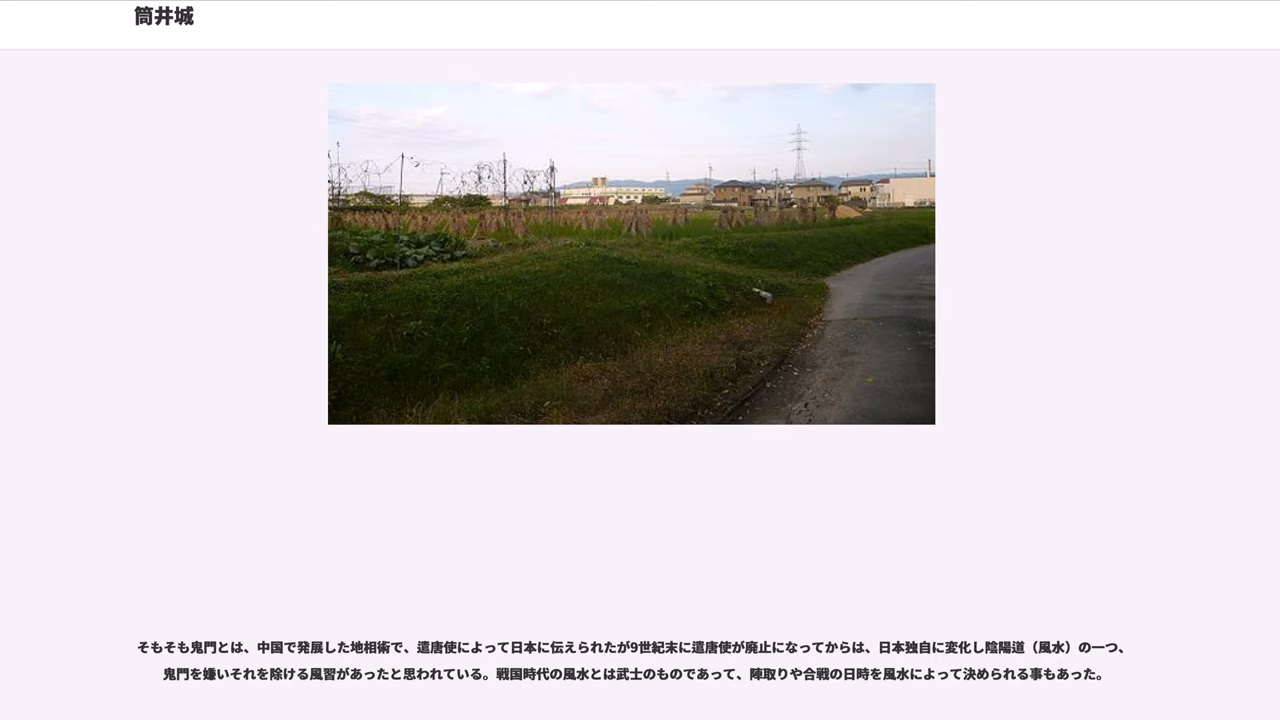 筒井城
そもそも鬼門とは、中国で発展した地相術で、遣唐使によって日本に伝えられたが9世紀末に遣唐使が廃止になってからは、日本独自に変化し陰陽道（風水）の一つ、
鬼門を嫌いそれを除ける風習があったと思われている。戦国時代の風水とは武士のものであって、陣取りや合戦の日時を風水によって決められる事もあった。